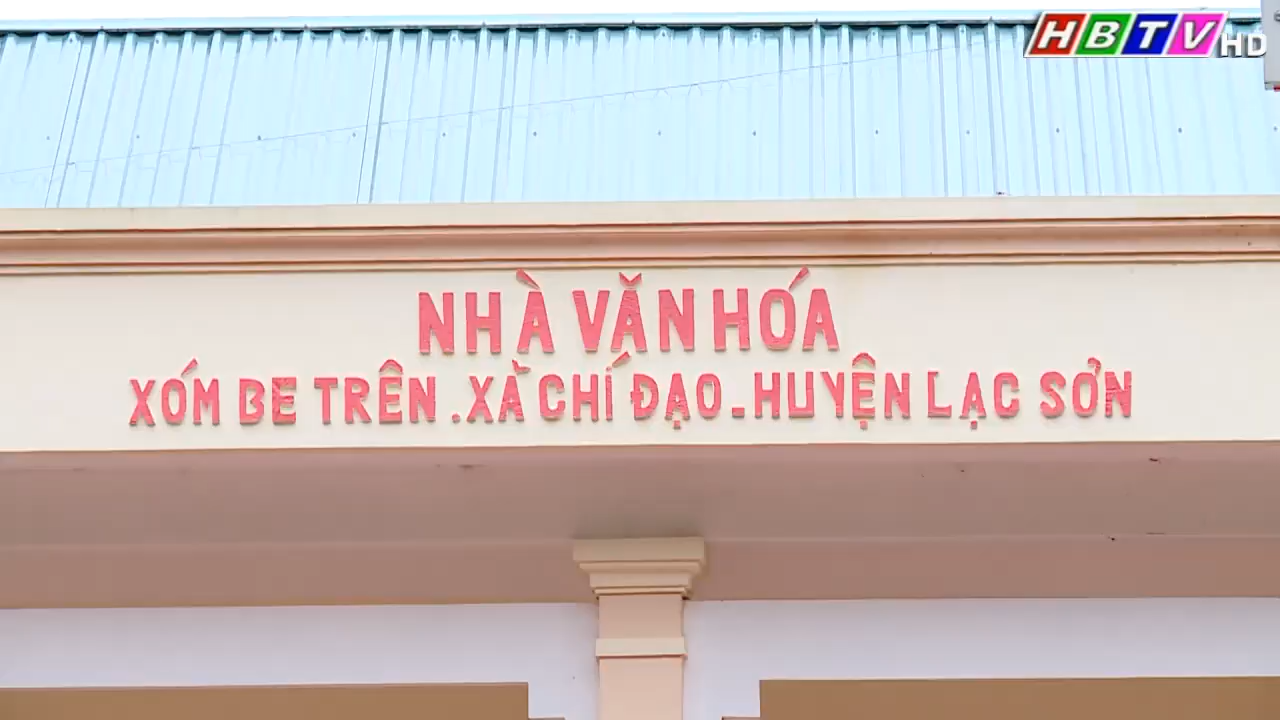 HBTV HD
NHÀ VĂN HÓA
XÓM BE TRÊN . XÃ CHÍ ĐẠO - HUYỆN LẠC SƠN